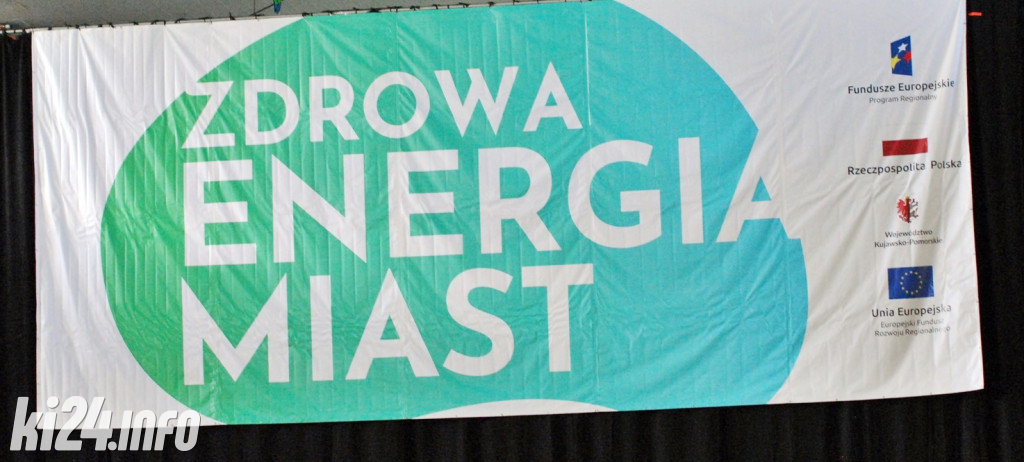 ZDROWA
ENERGIA
MIAST
Fundusze Europejskie
Program Regionalny
Rzeczpospolita Polska
Województwo
Kujawsko-Pomorskie
Unia Europejska
Europejski Fundusz
Rozwoju Regionalnego
ki24.info